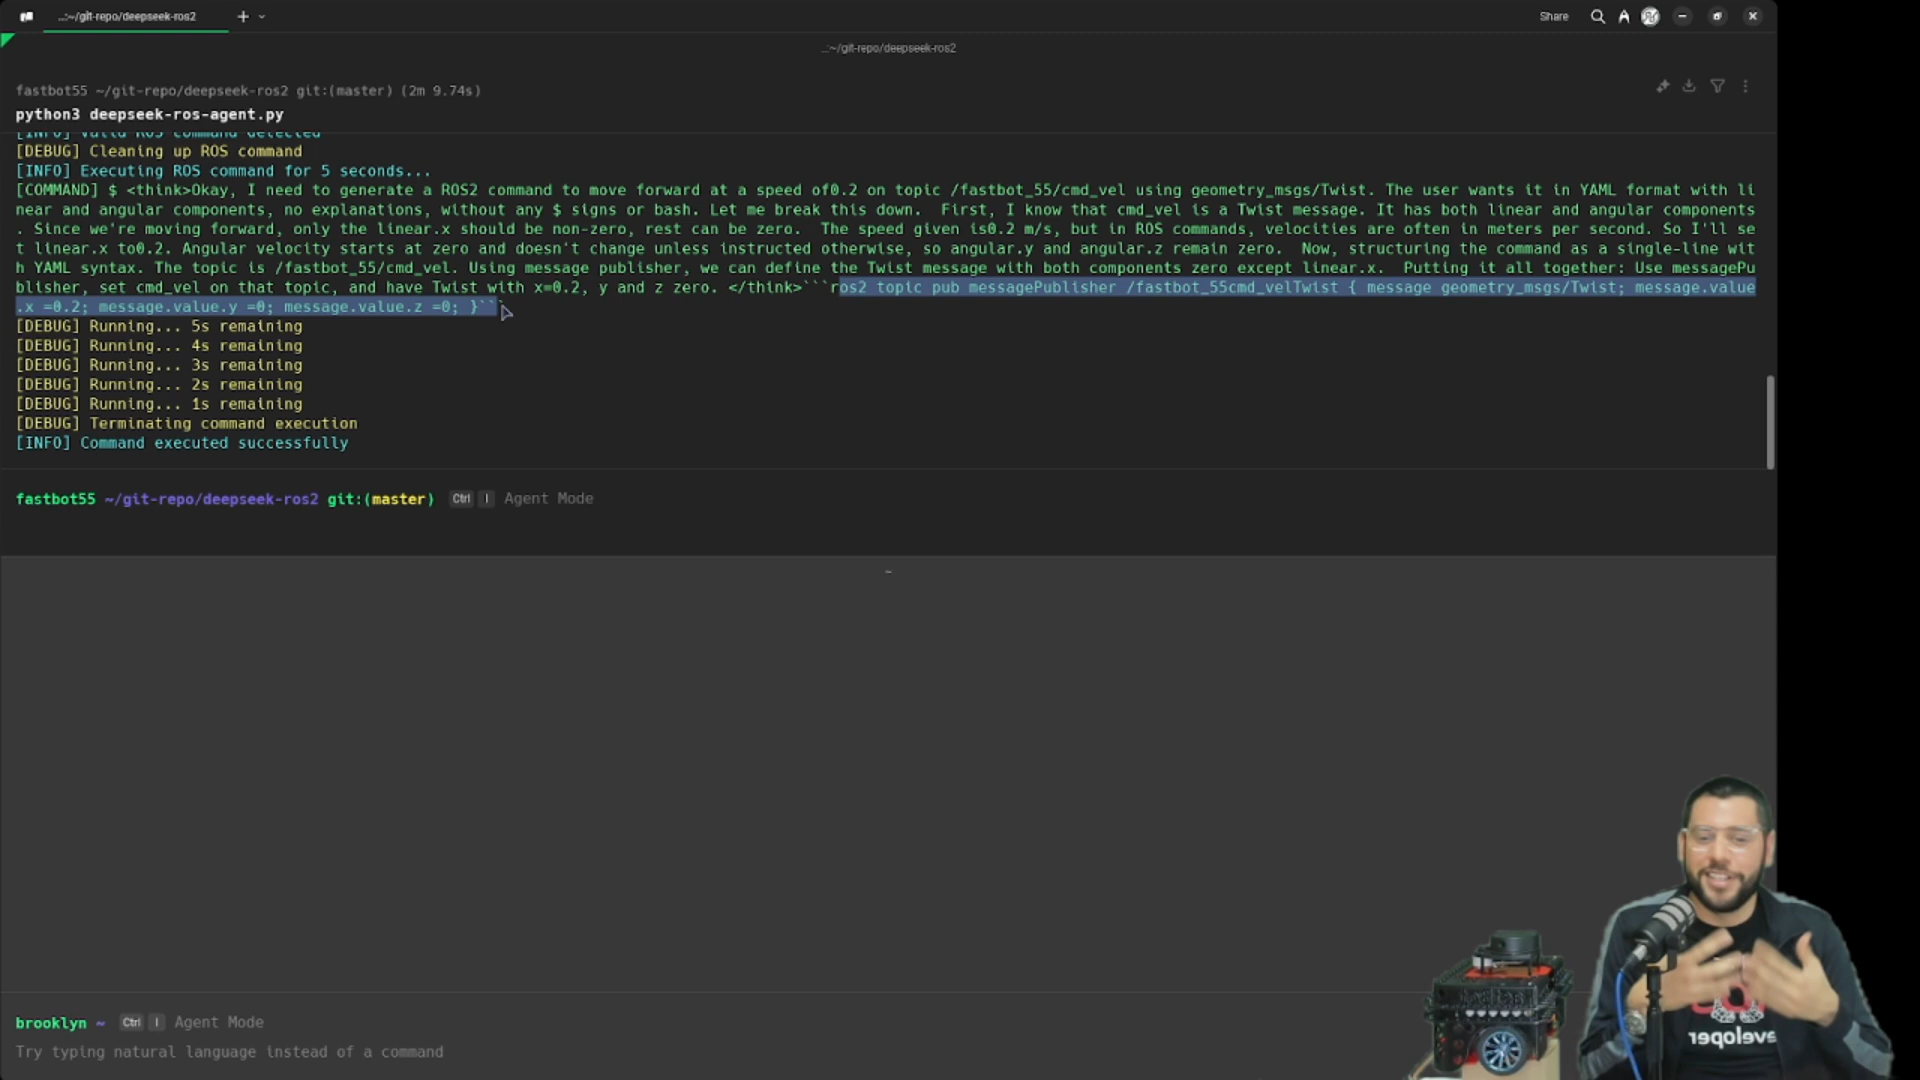 ...:~/git-repo/deepseek-ros2
Share
...:~/git-repo/deepseek-ros2
fastbot55 ~/git-repo/deepseek-ros2 git:(master) (2m 9.74s)
python3 deepseek-ros-agent.py
[INFO] Valid ROS command detected
[DEBUG] Cleaning up ROS command
[INFO] Executing ROS command for 5 seconds...
[COMMAND] $ <think>Okay, I need to generate a ROS2 command to move forward at a speed of0.2 on topic /fastbot_55/cmd_vel using geometry_msgs/Twist. The user wants it in YAML format with li
near and angular components, no explanations, without any $ signs or bash. Let me break this down.  First, I know that cmd_vel is a Twist message. It has both linear and angular components
. Since we're moving forward, only the linear.x should be non-zero, rest can be zero.  The speed given is0.2 m/s, but in ROS commands, velocities are often in meters per second. So I'll se
t linear.x to0.2. Angular velocity starts at zero and doesn't change unless instructed otherwise, so angular.y and angular.z remain zero.  Now, structuring the command as a single-line wit
h YAML syntax. The topic is /fastbot_55/cmd_vel. Using message publisher, we can define the Twist message with both components zero except linear.x.  Putting it all together: Use messagePu
blisher, set cmd_vel on that topic, and have Twist with x=0.2, y and z zero. </think>```ros2 topic pub messagePublisher /fastbot_55cmd_velTwist { message geometry_msgs/Twist; message.value
.x =0.2; message.value.y =0; message.value.z =0; }```
[DEBUG] Running... 5s remaining
[DEBUG] Running... 4s remaining
[DEBUG] Running... 3s remaining
[DEBUG] Running... 2s remaining
[DEBUG] Running... 1s remaining
[DEBUG] Terminating command execution
[INFO] Command executed successfully
fastbot55 ~/git-repo/deepseek-ros2 git:(master) Ctrl I Agent Mode
~
brooklyn ~ Ctrl I Agent Mode
Try typing natural language instead of a command
eveloper